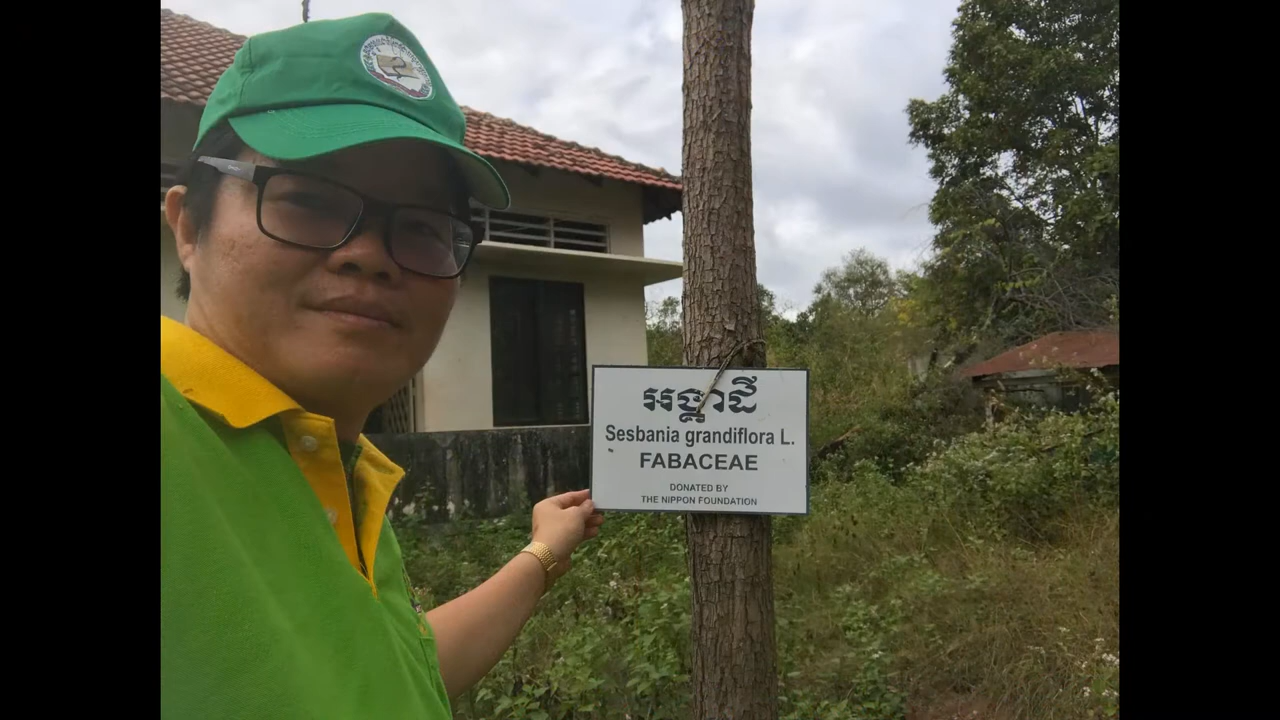 អង្គាដី
Sesbania grandiflora L.
FABACEAE
DONATED BY
THE NIPPON FOUNDATION